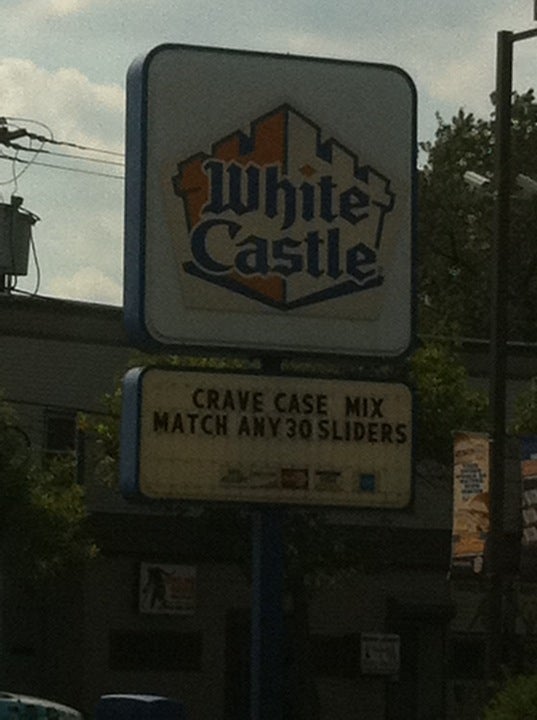 White
Castle
CRAVE CASE MIX
MATCH ANY 30 SLIDERS